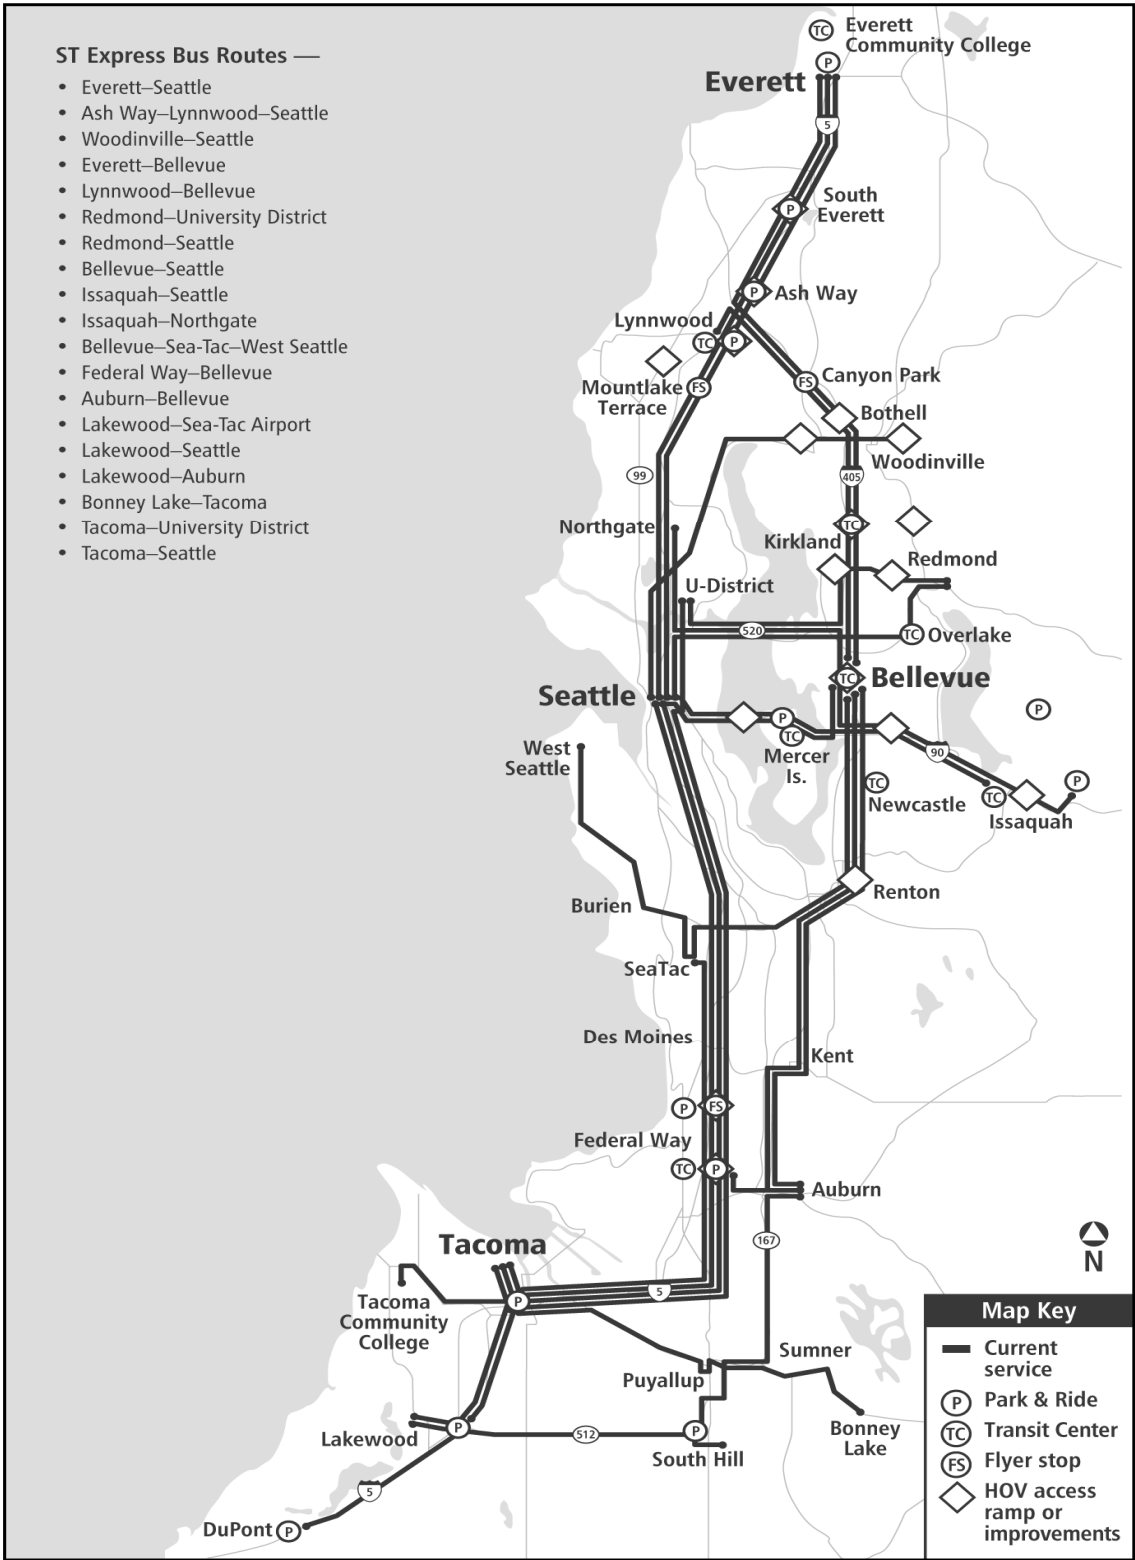 ST Express Bus Routes —
• Everett–Seattle
• Ash Way–Lynnwood–Seattle
• Woodinville–Seattle
• Everett–Bellevue
• Lynnwood–Bellevue
• Redmond–University District
• Redmond–Seattle
• Bellevue–Seattle
• Issaquah–Seattle
• Issaquah–Northgate
• Bellevue–Sea-Tac–West Seattle
• Federal Way–Bellevue
• Auburn–Bellevue
• Lakewood–Sea-Tac Airport
• Lakewood–Seattle
• Lakewood–Auburn
• Bonney Lake–Tacoma
• Tacoma–University District
• Tacoma–Seattle
TC Everett
Community College
P
Everett
5
South
Everett
P
P Ash Way
Lynnwood
TC P
Mountlake
Terrace
FS
FS Canyon Park
Bothell
Woodinville
99
405
Northgate
TC
Kirkland
Redmond
U-District
520
TC Overlake
TC Bellevue
Seattle
P
P
TC
Mercer
Is.
90
West
Seattle
TC
Newcastle
P
TC
Issaquah
Renton
Burien
SeaTac
Des Moines
Kent
P FS
Federal Way
TC P
Auburn
167
N
Tacoma
5
P
Tacoma
Community
College
Sumner
Puyallup
Bonney
Lake
P
Lakewood
512
P
South Hill
5
DuPont P
Map Key
Current
service
P Park & Ride
TC Transit Center
FS Flyer stop
HOV access
ramp or
improvements